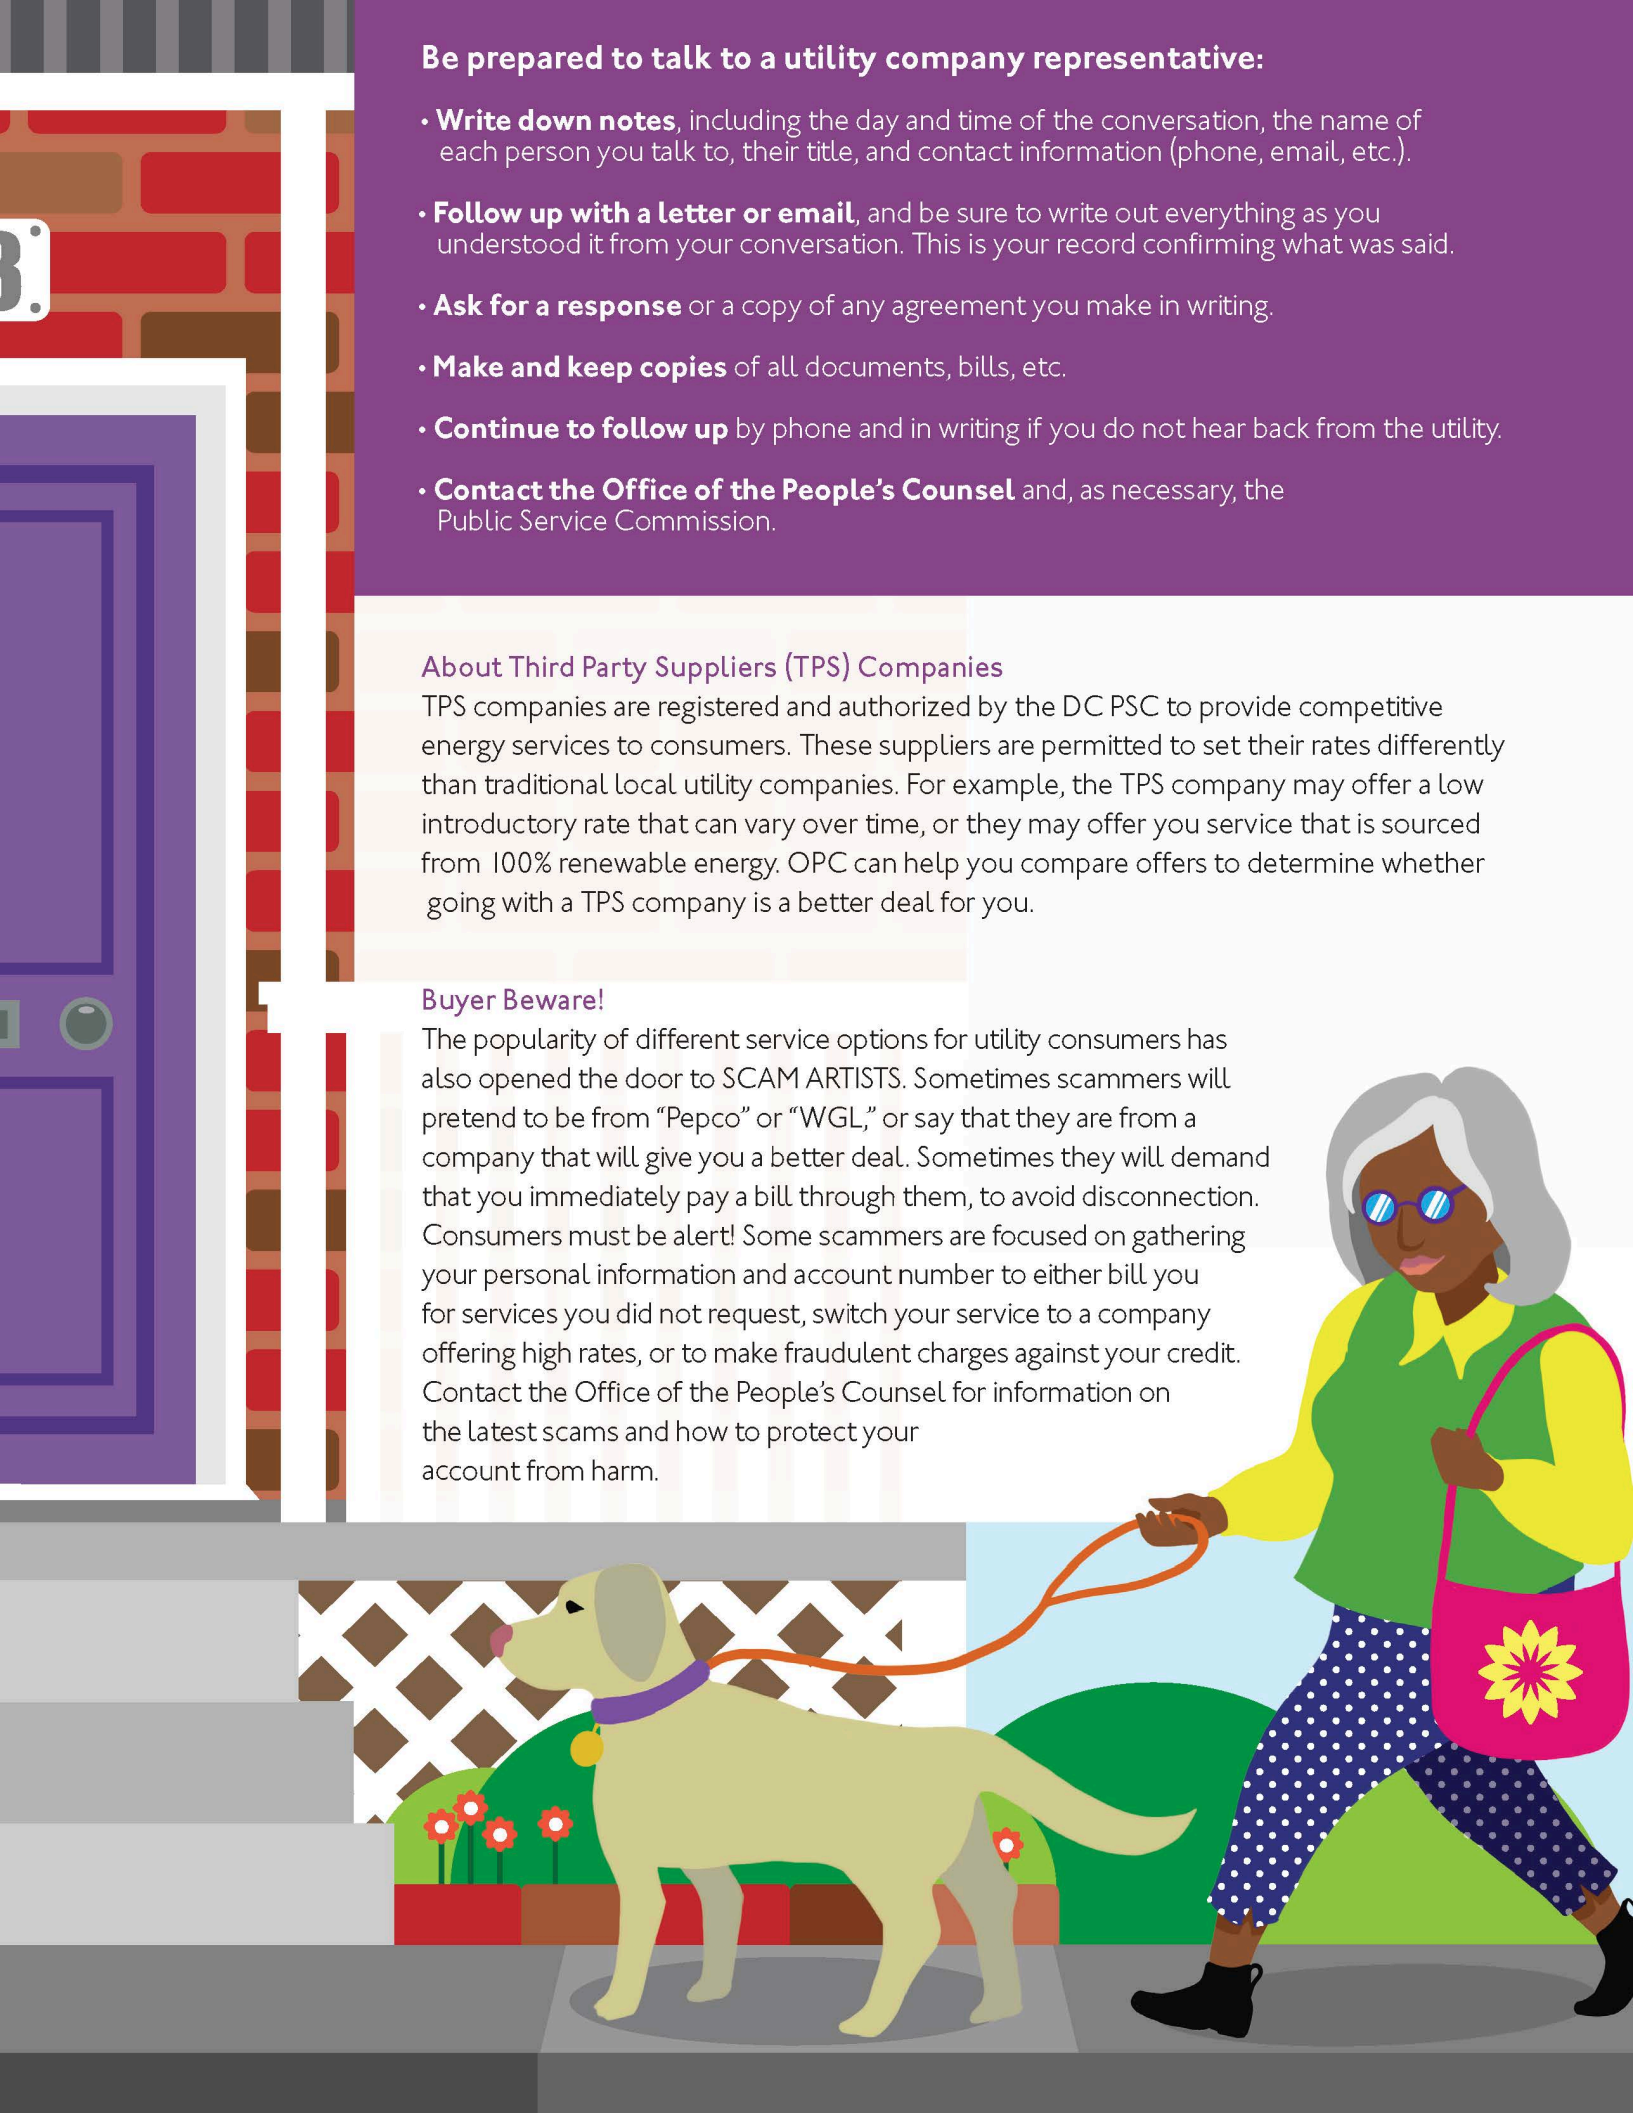 Be prepared to talk to a utility company representative:
• Write down notes, including the day and time of the conversation, the name of
each person you talk to, their title, and contact information (phone, email, etc.).
• Follow up with a letter or email, and be sure to write out everything as you
understood it from your conversation. This is your record confirming what was said.
• Ask for a response or a copy of any agreement you make in writing.
• Make and keep copies of all documents, bills, etc.
• Continue to follow up by phone and in writing if you do not hear back from the utility.
• Contact the Office of the People's Counsel and, as necessary, the
Public Service Commission.
About Third Party Suppliers (TPS) Companies
TPS companies are registered and authorized by the DC PSC to provide competitive
energy services to consumers. These suppliers are permitted to set their rates differently
than traditional local utility companies. For example, the TPS company may offer a low
introductory rate that can vary over time, or they may offer you service that is sourced
from 100% renewable energy. OPC can help you compare offers to determine whether
going with a TPS company is a better deal for you.
Buyer Beware!
The popularity of different service options for utility consumers has
also opened the door to SCAM ARTISTS. Sometimes scammers will
pretend to be from “Pepco” or “WGL,” or say that they are from a
company that will give you a better deal. Sometimes they will demand
that you immediately pay a bill through them, to avoid disconnection.
Consumers must be alert! Some scammers are focused on gathering
your personal information and account number to either bill you
for services you did not request, switch your service to a company
offering high rates, or to make fraudulent charges against your credit.
Contact the Office of the People's Counsel for information on
the latest scams and how to protect your
account from harm.